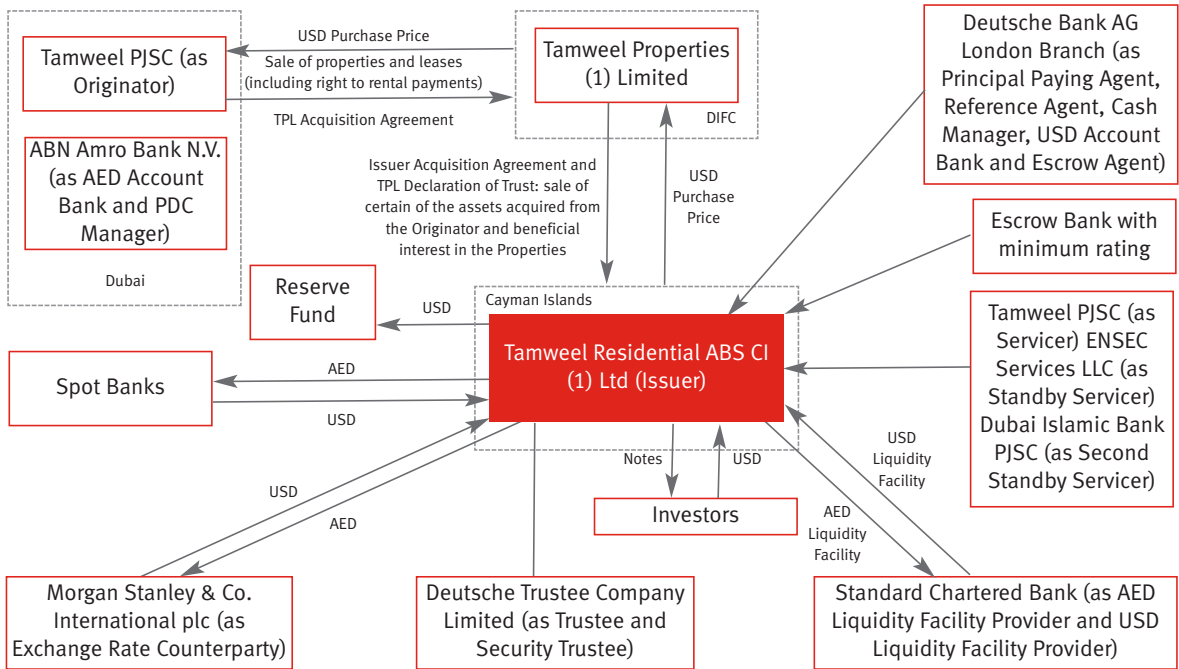 Tamweel PJSC (as
Originator)
USD Purchase Price
Sale of properties and leases
(including right to rental payments)
TPL Acquisition Agreement
Tamweel Properties
(1) Limited
DIFC
Deutsche Bank AG
London Branch (as
Principal Paying Agent,
Reference Agent, Cash
Manager, USD Account
Bank and Escrow Agent)
ABN Amro Bank N.V.
(as AED Account
Bank and PDC
Manager)
Dubai
Issuer Acquisition Agreement and
TPL Declaration of Trust: sale of
certain of the assets acquired from
the Originator and beneficial
interest in the Properties
USD
Purchase
Price
Escrow Bank with
minimum rating
Reserve
Fund
USD
Cayman Islands
Tamweel Residential ABS CI
(1) Ltd (Issuer)
Tamweel PJSC (as
Servicer) ENSEC
Services LLC (as
Standby Servicer)
Dubai Islamic Bank
PJSC (as Second
Standby Servicer)
Spot Banks
AED
USD
Notes
USD
Investors
USD
AED
USD
Liquidity
Facility
AED
Liquidity
Facility
Morgan Stanley & Co.
International plc (as
Exchange Rate Counterparty)
Deutsche Trustee Company
Limited (as Trustee and
Security Trustee)
Standard Chartered Bank (as AED
Liquidity Facility Provider and USD
Liquidity Facility Provider)